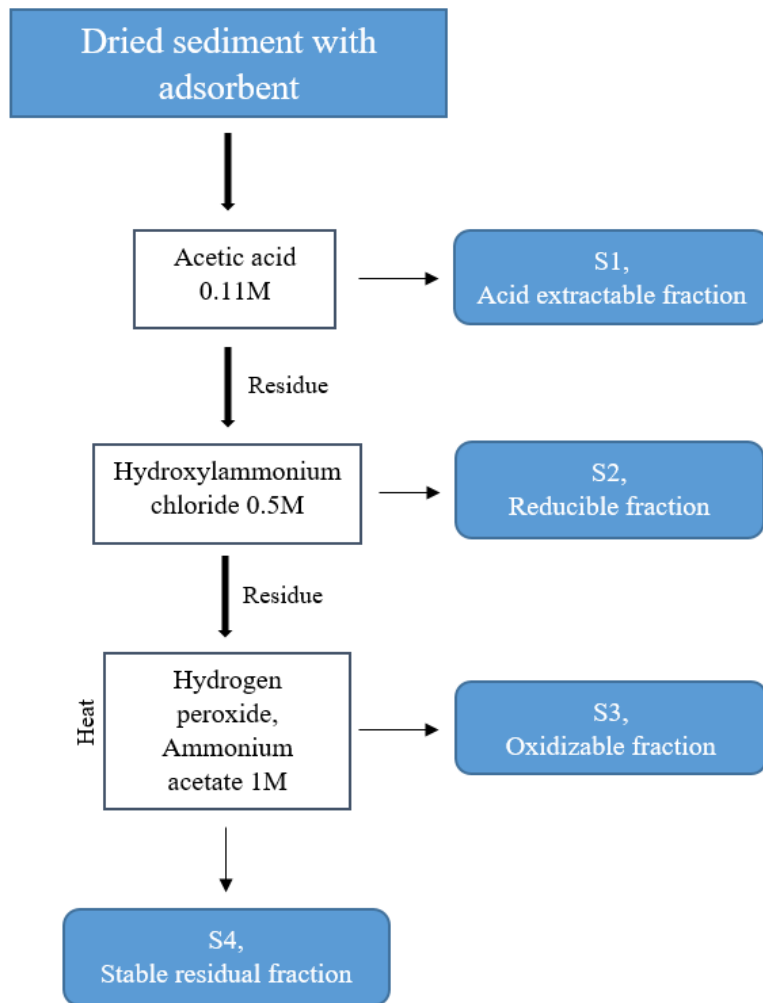 Dried sediment with
adsorbent
Acetic acid
0.11M
S1,
Acid extractable fraction
Residue
Hydroxylammonium
chloride 0.5M
S2,
Reducible fraction
Residue
Heat
Hydrogen
peroxide,
Ammonium
acetate 1M
S3,
Oxidizable fraction
S4,
Stable residual fraction